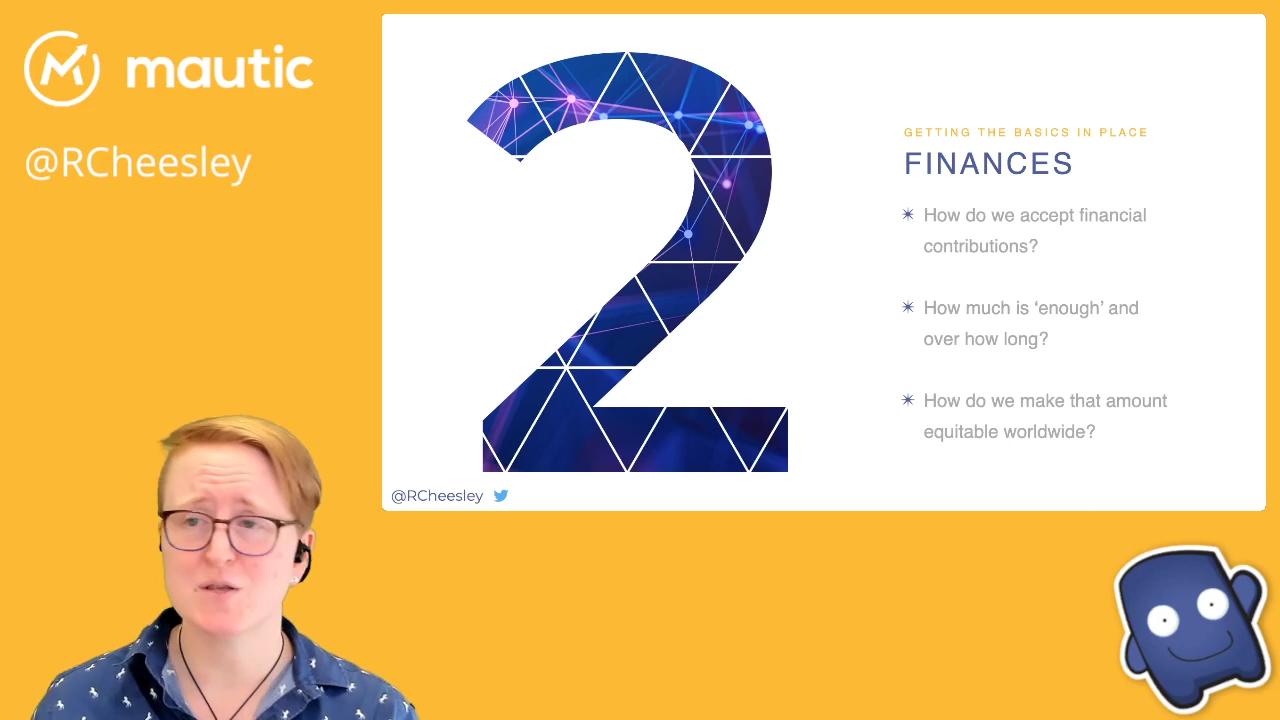 mautic
@RCheesley
2
GETTING THE BASICS IN PLACE
FINANCES
How do we accept financial
contributions?
How much is ‘enough’ and
over how long?
How do we make that amount
equitable worldwide?
@RCheesley